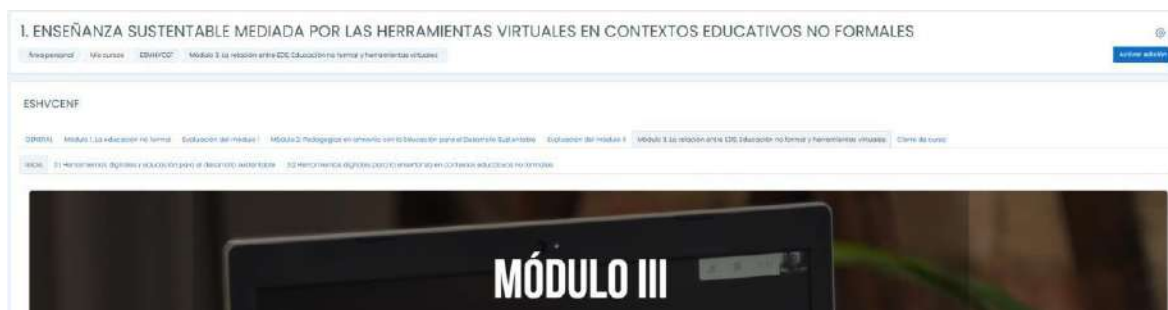 1. ENSEÑANZA SUSTENTABLE MEDIADA POR LAS HERRAMIENTAS VIRTUALES EN CONTEXTOS EDUCATIVOS NO FORMALES
Área personal Mis cursos Módulo 3. La relación entre EDS, Educación no formal y herramientas virtuales
Activar edición
ESHVCENF
GENERAL Módulo 1. La educación no formal Evaluación del módulo I Módulo 2. Pedagogías en armonía con la Educación para el Desarrollo Sustentable Evaluación del módulo II Módulo 3. La relación entre EDS, Educación no formal y herramientas virtuales Cierre de curso
Inicio 3.1 Herramientas digitales y educación para el desarrollo sustentable 3.2 Herramientas digitales para la enseñanza en contextos educativos no formales
MÓDULO III